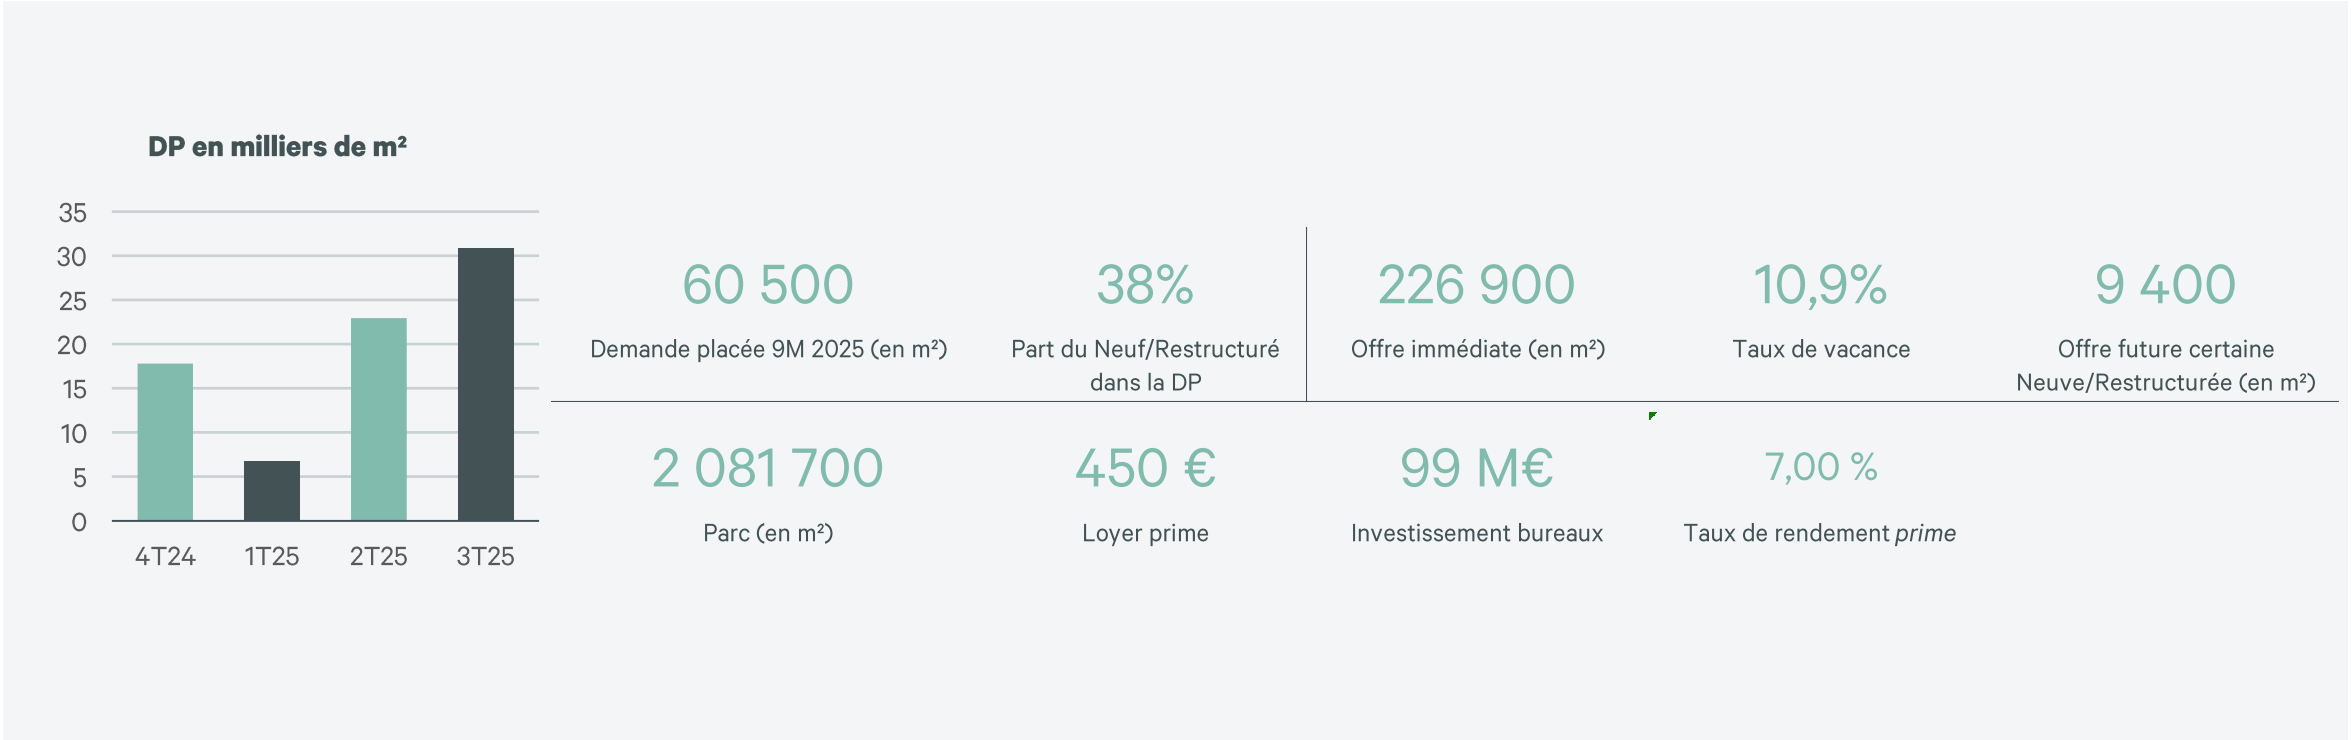 DP en milliers de m²
35
30
25
20
15
10
5
0
4T24 1T25 2T25 3T25
60 500
Demande placée 9M 2025 (en m²)
38%
Part du Neuf/Restructuré
dans la DP
226 900
Offre immédiate (en m²)
10,9%
Taux de vacance
9 400
Offre future certaine
Neuve/Restructurée (en m²)
2 081 700
Parc (en m²)
450 €
Loyer prime
99 M€
Investissement bureaux
7,00 %
Taux de rendement prime